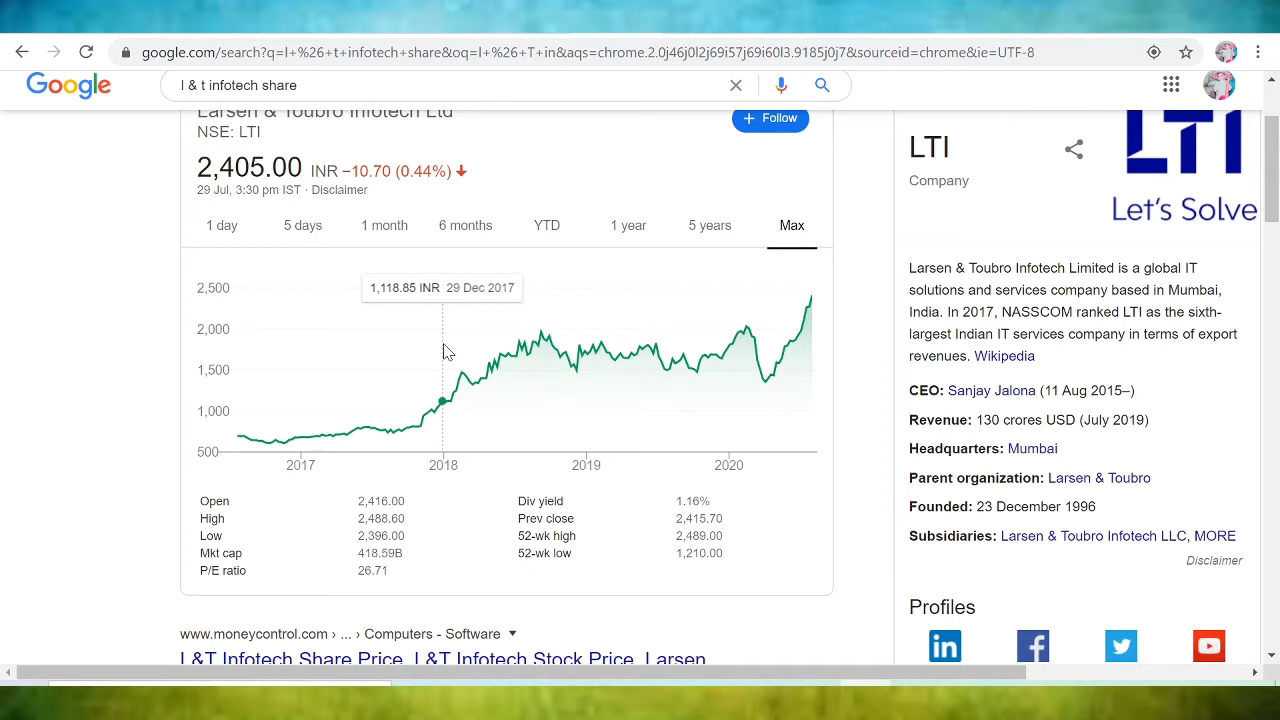 google.com/search?q=l+%26+t+infotech+share&oq=l+%26+T+in&aqs=chrome.2.0j46j0l2j69i57j69i60l3.9185j0j7&sourceid=chrome&ie=UTF-8
Google
l & t infotech share
Larsen & Toubro Infotech Ltd
NSE: LTI
Follow
2,405.00 INR −10.70 (0.44%)
29 Jul, 3:30 pm IST · Disclaimer
1 day 5 days 1 month 6 months YTD 1 year 5 years Max
1,118.85 INR 29 Dec 2017
2,500
2,000
1,500
1,000
500
2017 2018 2019 2020
Open 2,416.00 Div yield 1.16%
High 2,488.60 Prev close 2,415.70
Low 2,396.00 52-wk high 2,489.00
Mkt cap 418.59B 52-wk low 1,210.00
P/E ratio 26.71
www.moneycontrol.com › ... › Computers - Software
L&T Infotech Share Price, L&T Infotech Stock Price, Larsen
LTI
Company
LTI
Let's Solve
Larsen & Toubro Infotech Limited is a global IT
solutions and services company based in Mumbai,
India. In 2017, NASSCOM ranked LTI as the sixth-
largest Indian IT services company in terms of export
revenues. Wikipedia
CEO: Sanjay Jalona (11 Aug 2015–)
Revenue: 130 crores USD (July 2019)
Headquarters: Mumbai
Parent organization: Larsen & Toubro
Founded: 23 December 1996
Subsidiaries: Larsen & Toubro Infotech LLC, MORE
Disclaimer
Profiles